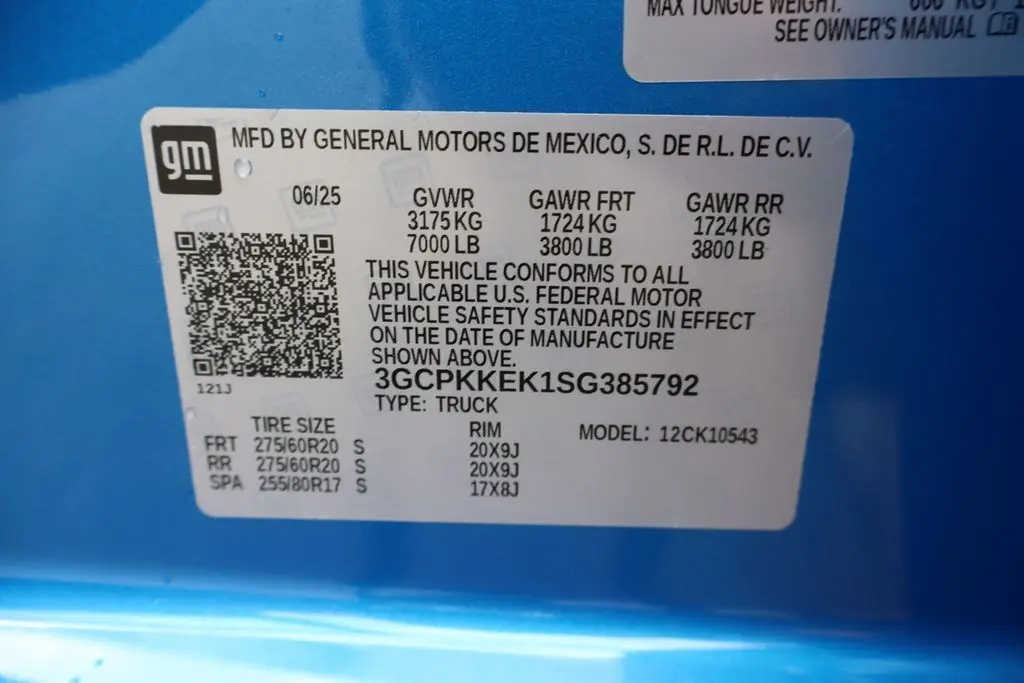 MAX TONGUE WEIGHT:
SEE OWNER'S MANUAL
gm
MFD BY GENERAL MOTORS DE MEXICO, S. DE R.L. DE C.V.
06/25 GVWR GAWR FRT GAWR RR
3175 KG 1724 KG 1724 KG
7000 LB 3800 LB 3800 LB
THIS VEHICLE CONFORMS TO ALL
APPLICABLE U.S. FEDERAL MOTOR
VEHICLE SAFETY STANDARDS IN EFFECT
ON THE DATE OF MANUFACTURE
SHOWN ABOVE.
121J
3GCPKKEK1SG385792
TYPE: TRUCK
TIRE SIZE RIM MODEL: 12CK10543
FRT 275/60R20 S 20X9J
RR 275/60R20 S 20X9J
SPA 255/80R17 S 17X8J